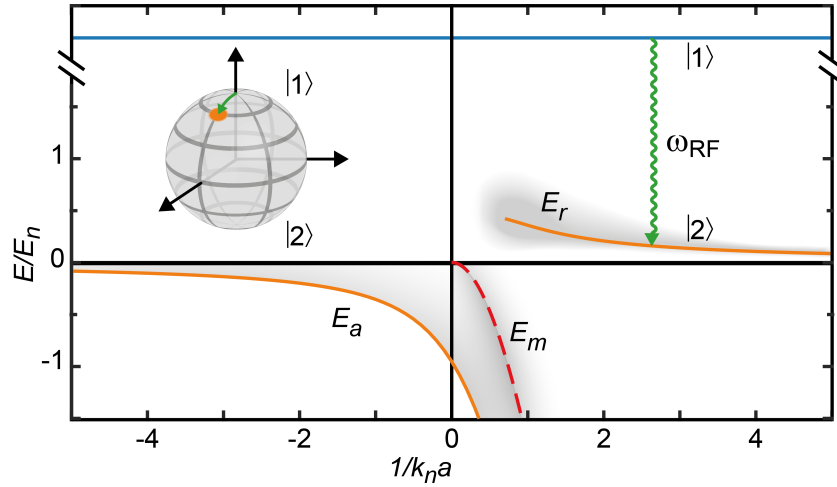 |1⟩
|1⟩
ω_RF
1
E_r
|2⟩
|2⟩
E/E_n
0
E_a
E_m
-1
-4
-2
0
2
4
1/k_n a